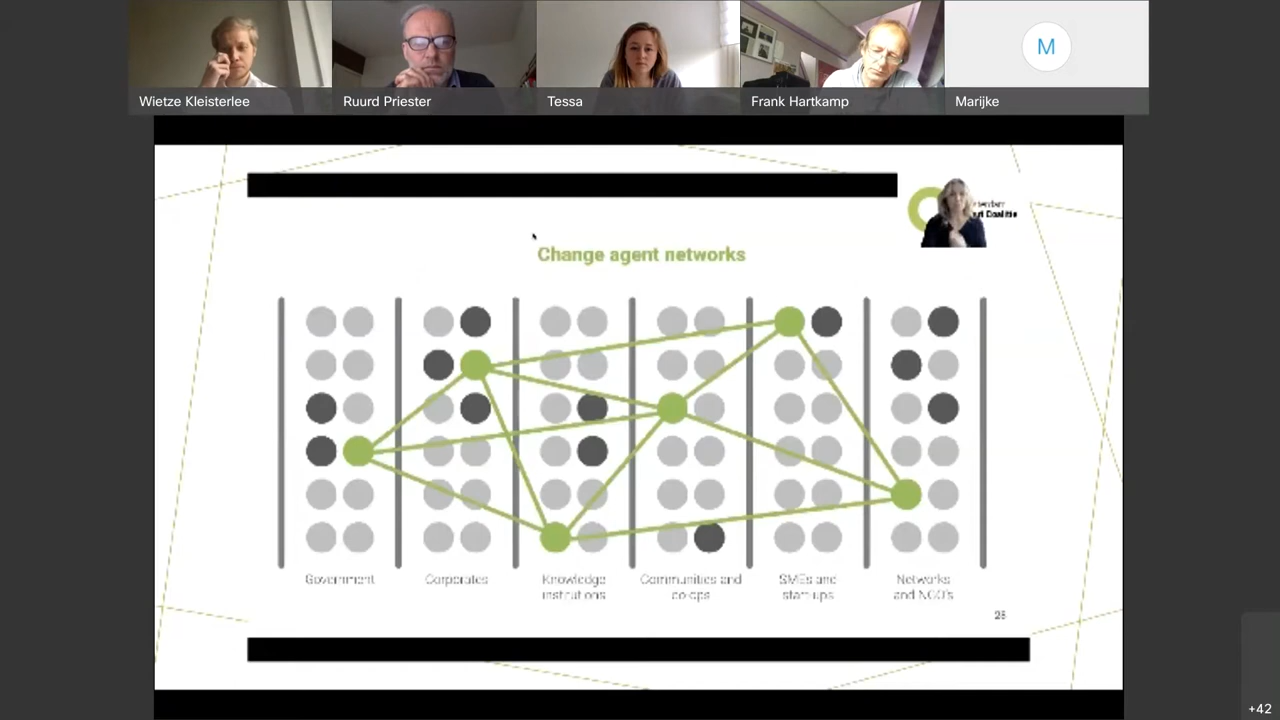 Wietze Kleisterlee
Ruurd Priester
Tessa
Frank Hartkamp
M
Marijke
Change agent networks
Government
Corporates
Knowledge
institutions
Communities and
co-ops
SMEs and
start-ups
Networks
and NGO's
+42